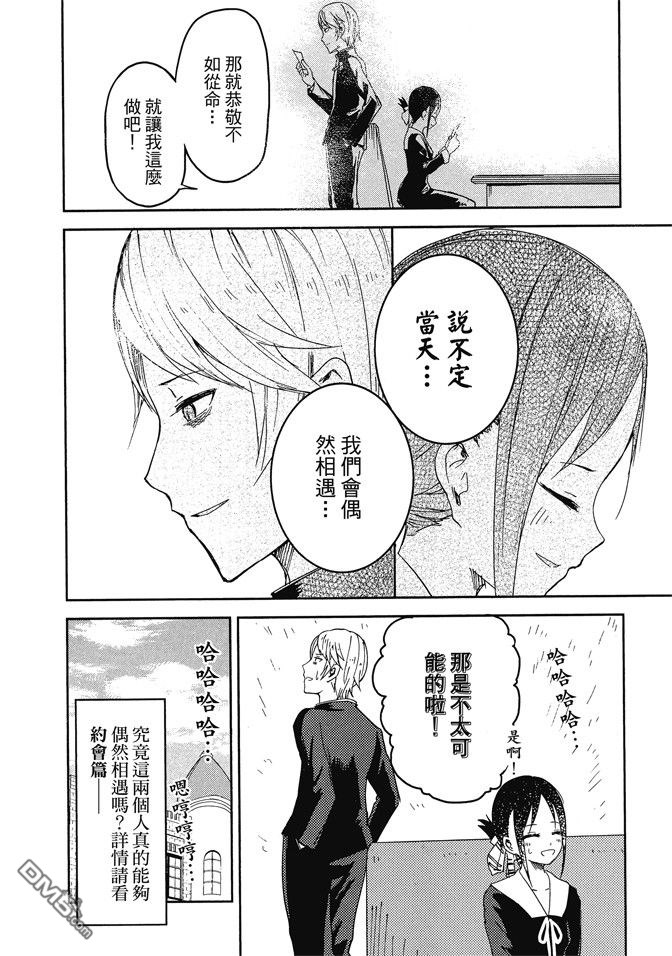 那就恭敬不
如從命…
就讓我這麼
做吧！
說不定
當天…
我們會偶
然相遇…
哈哈哈哈…
那是不太可
能的啦！
是啊！
哈哈哈哈…
嗯哼哼哼…
究竟這兩個人真的能夠
偶然相遇嗎？詳情請看
約會篇——
DM5.com